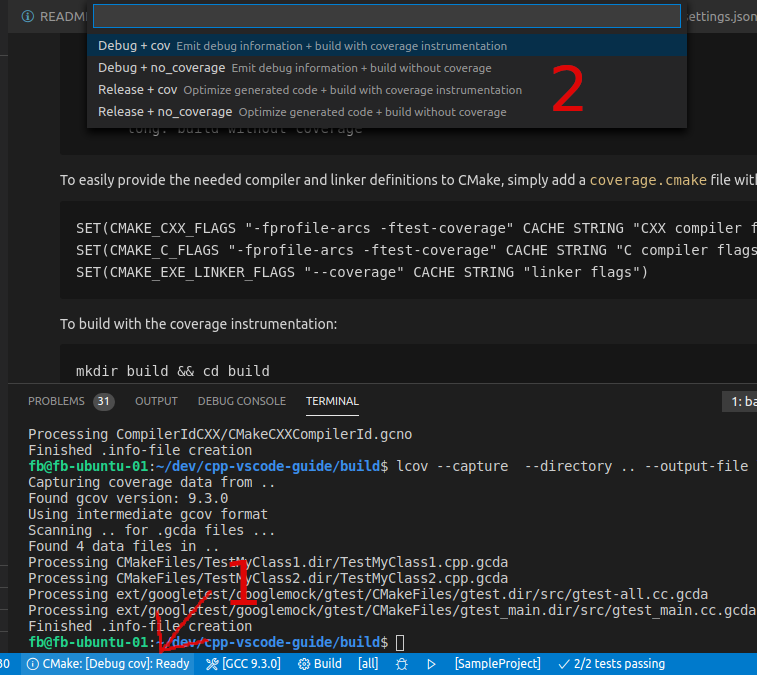 README
ettings.json
Debug + cov Emit debug information + build with coverage instrumentation
Debug + no_coverage Emit debug information + build without coverage
Release + cov Optimize generated code + build with coverage instrumentation
Release + no_coverage Optimize generated code + build without coverage
2
long: build without coverage
To easily provide the needed compiler and linker definitions to CMake, simply add a coverage.cmake file with
SET(CMAKE_CXX_FLAGS "-fprofile-arcs -ftest-coverage" CACHE STRING "CXX compiler f
SET(CMAKE_C_FLAGS "-fprofile-arcs -ftest-coverage" CACHE STRING "C compiler flags
SET(CMAKE_EXE_LINKER_FLAGS "--coverage" CACHE STRING "linker flags")
To build with the coverage instrumentation:
mkdir build && cd build
PROBLEMS 31 OUTPUT DEBUG CONSOLE TERMINAL 1: ba
Processing CompilerIdCXX/CMakeCXXCompilerId.gcno
Finished .info-file creation
fb@fb-ubuntu-01:~/dev/cpp-vscode-guide/build$ lcov --capture --directory .. --output-file
Capturing coverage data from ..
Found gcov version: 9.3.0
Using intermediate gcov format
Scanning .. for .gcda files ...
Found 4 data files in ..
Processing CMakeFiles/TestMyClass1.dir/TestMyClass1.cpp.gcda
Processing CMakeFiles/TestMyClass2.dir/TestMyClass2.cpp.gcda
Processing ext/googletest/googlemock/gtest/CMakeFiles/gtest.dir/src/gtest-all.cc.gcda
1
Processing ext/googletest/googlemock/gtest/CMakeFiles/gtest_main.dir/src/gtest_main.cc.gcda
Finished .info-file creation
fb@fb-ubuntu-01:~/dev/cpp-vscode-guide/build$
30 CMake: [Debug cov]: Ready [GCC 9.3.0] Build [all] [SampleProject] 2/2 tests passing